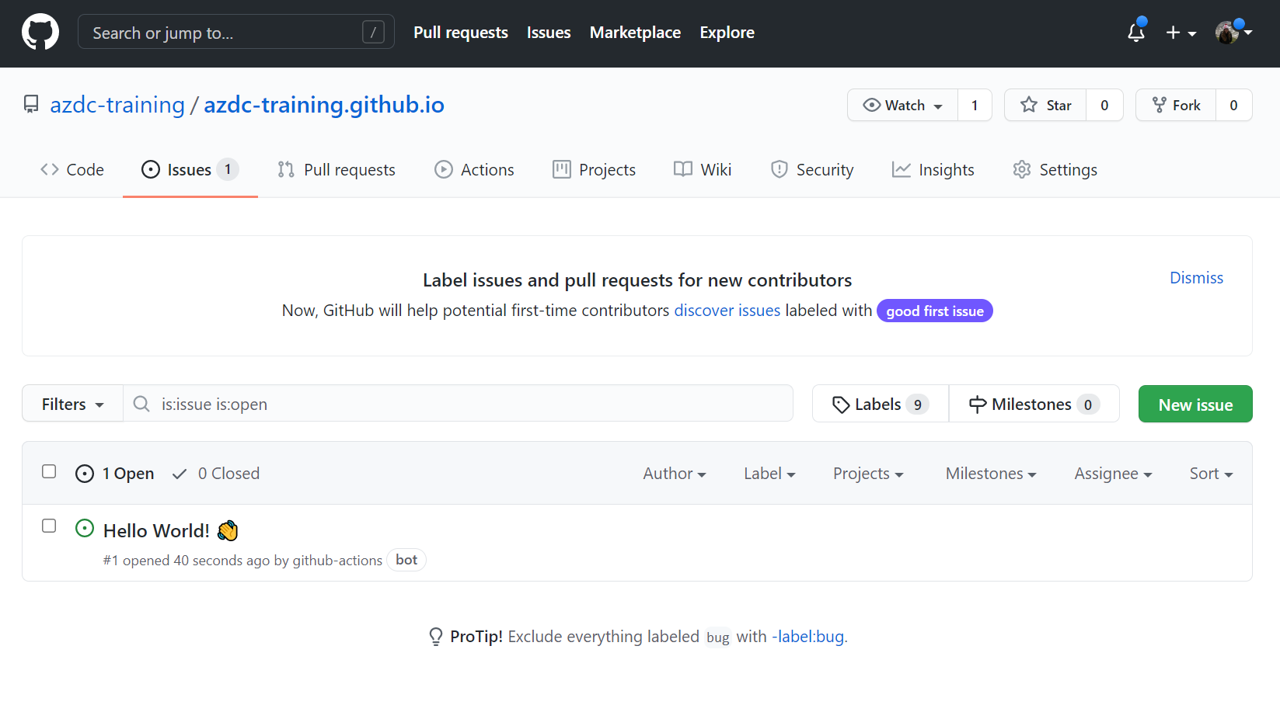 Search or jump to... / Pull requests Issues Marketplace Explore
azdc-training / azdc-training.github.io Watch 1 Star 0 Fork 0
Code Issues 1 Pull requests Actions Projects Wiki Security Insights Settings
Label issues and pull requests for new contributors Dismiss
Now, GitHub will help potential first-time contributors discover issues labeled with good first issue
Filters is:issue is:open Labels 9 Milestones 0 New issue
1 Open 0 Closed Author Label Projects Milestones Assignee Sort
Hello World! 👋
#1 opened 40 seconds ago by github-actions bot
ProTip! Exclude everything labeled bug with -label:bug.